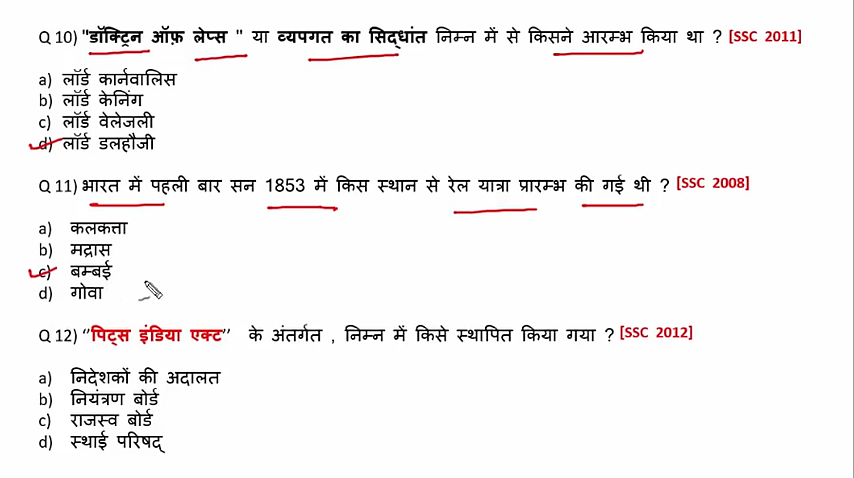 Q 10) "डॉक्ट्रिन ऑफ़ लेप्स " या व्यपगत का सिद्धांत निम्न में से किसने आरम्भ किया था ? [SSC 2011]
a) लॉर्ड कार्नवालिस
b) लॉर्ड केनिंग
c) लॉर्ड वेलेजली
d) लॉर्ड डलहौजी
Q 11) भारत में पहली बार सन 1853 में किस स्थान से रेल यात्रा प्रारम्भ की गई थी ? [SSC 2008]
a) कलकत्ता
b) मद्रास
c) बम्बई
d) गोवा
Q 12) “पिट्स इंडिया एक्ट” के अंतर्गत , निम्न में किसे स्थापित किया गया ? [SSC 2012]
a) निदेशकों की अदालत
b) नियंत्रण बोर्ड
c) राजस्व बोर्ड
d) स्थाई परिषद्